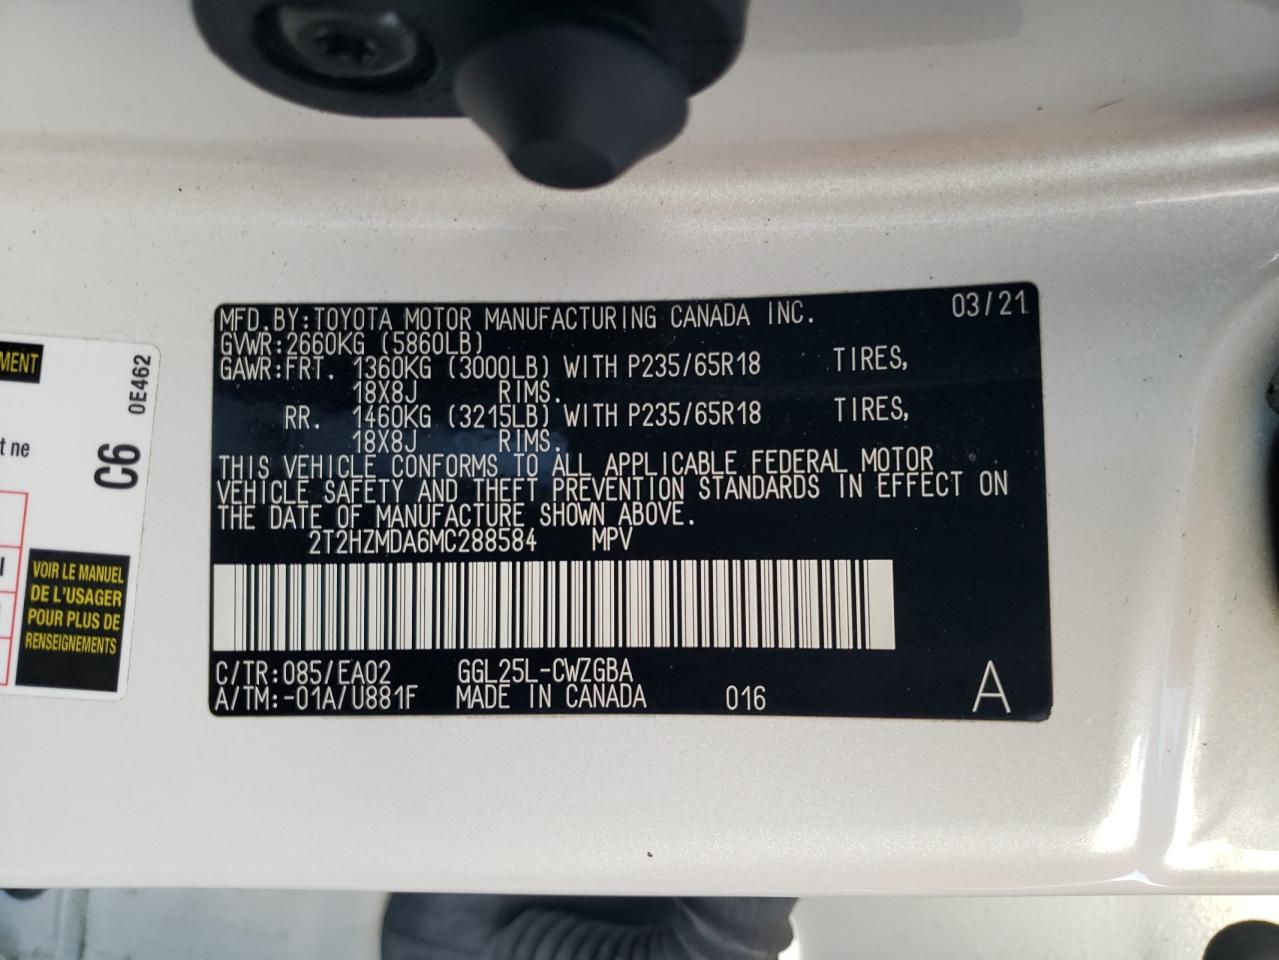 MFD.BY:TOYOTA MOTOR MANUFACTURING CANADA INC. 03/21
GVWR:2660KG (5860LB)
GAWR:FRT. 1360KG (3000LB) WITH P235/65R18 TIRES,
18X8J RIMS.
RR. 1460KG (3215LB) WITH P235/65R18 TIRES,
18X8J RIMS.
THIS VEHICLE CONFORMS TO ALL APPLICABLE FEDERAL MOTOR
VEHICLE SAFETY AND THEFT PREVENTION STANDARDS IN EFFECT ON
THE DATE OF MANUFACTURE SHOWN ABOVE.
2T2HZMDA6MC288584 MPV
C/TR:085/EA02 GGL25L-CWZGBA
A/TM:-01A/U881F MADE IN CANADA 016 A
MENT
t ne
0E462
C6
VOIR LE MANUEL
DE L'USAGER
POUR PLUS DE
RENSEIGNEMENTS